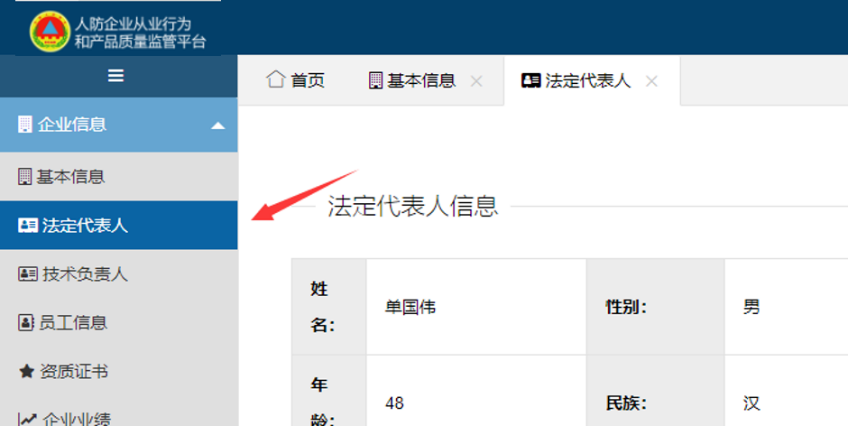 人防企业从业行为
和产品质量监管平台
首页
基本信息
法定代表人
企业信息
基本信息
法定代表人
技术负责人
员工信息
资质证书
企业业绩
法定代表人信息
姓名：
单国伟
性别：
男
年龄：
48
民族：
汉